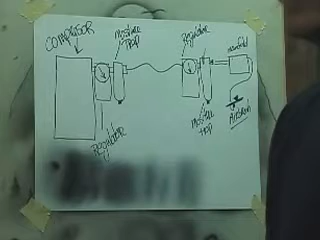 COMPRESSOR
Moisture
TRAP
Regulator
manifold
Regulator
Moisture
trap
Airbrush